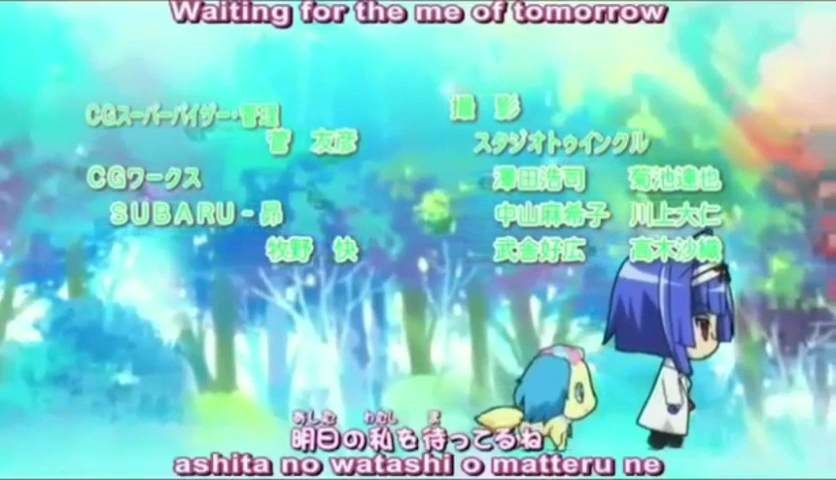 Waiting for the me of tomorrow
CGスーパーバイザー・管理
菅 友彦
CGワークス
SUBARU-昴
牧野 快
撮 影
スタジオトゥインクル
澤田浩司 菊池達也
中山麻希子 川上大仁
武舎好広 高木沙織
あした わたし ま
明日の私を待ってるね
ashita no watashi o matteru ne